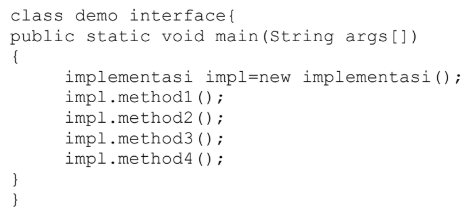 class demo interface{
public static void main(String args[])
{
implementasi impl=new implementasi();
impl.method1();
impl.method2();
impl.method3();
impl.method4();
}
}